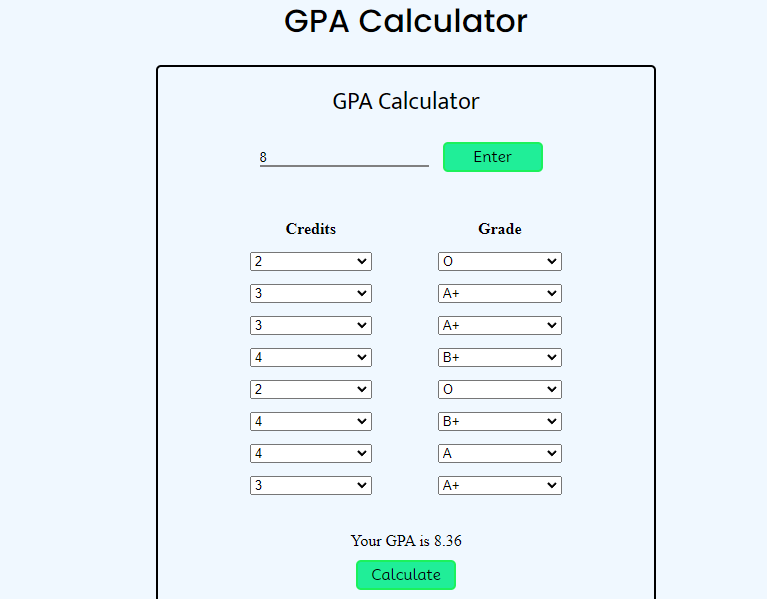 GPA Calculator
GPA Calculator
8 Enter
Credits Grade
2 O
3 A+
3 A+
4 B+
2 O
4 B+
4 A
3 A+
Your GPA is 8.36
Calculate